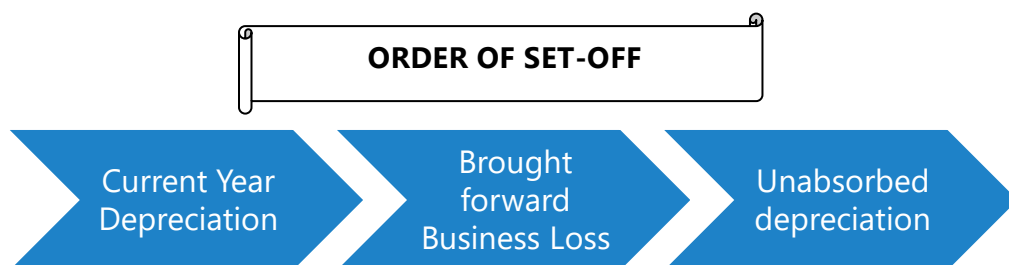 ORDER OF SET-OFF
Current Year
Depreciation
Brought
forward
Business Loss
Unabsorbed
depreciation